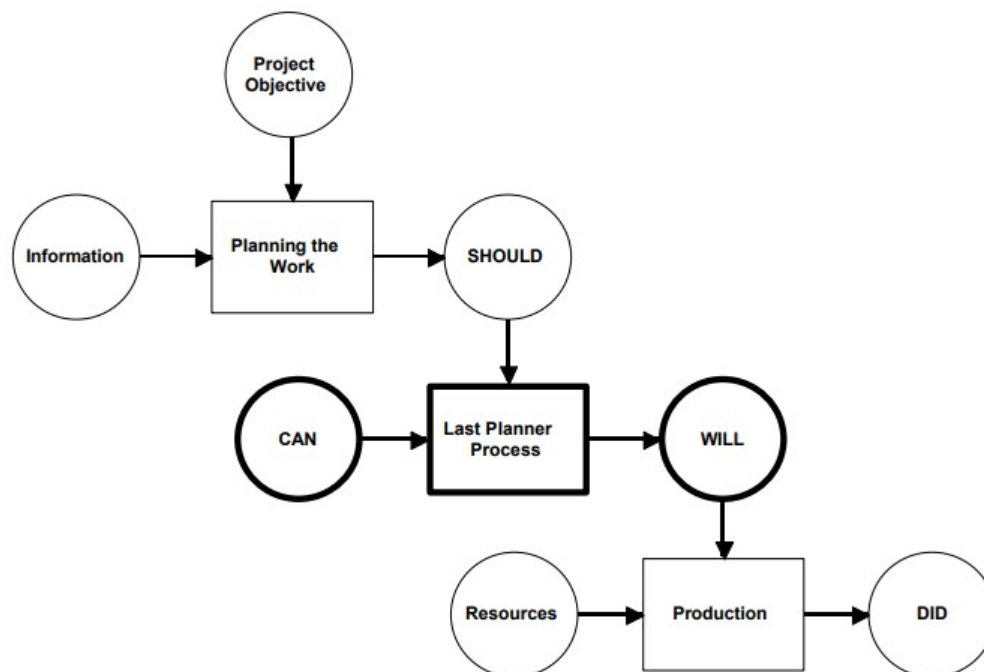 Project
Objective
Information
Planning the
Work
SHOULD
CAN
Last Planner
Process
WILL
Resources
Production
DID